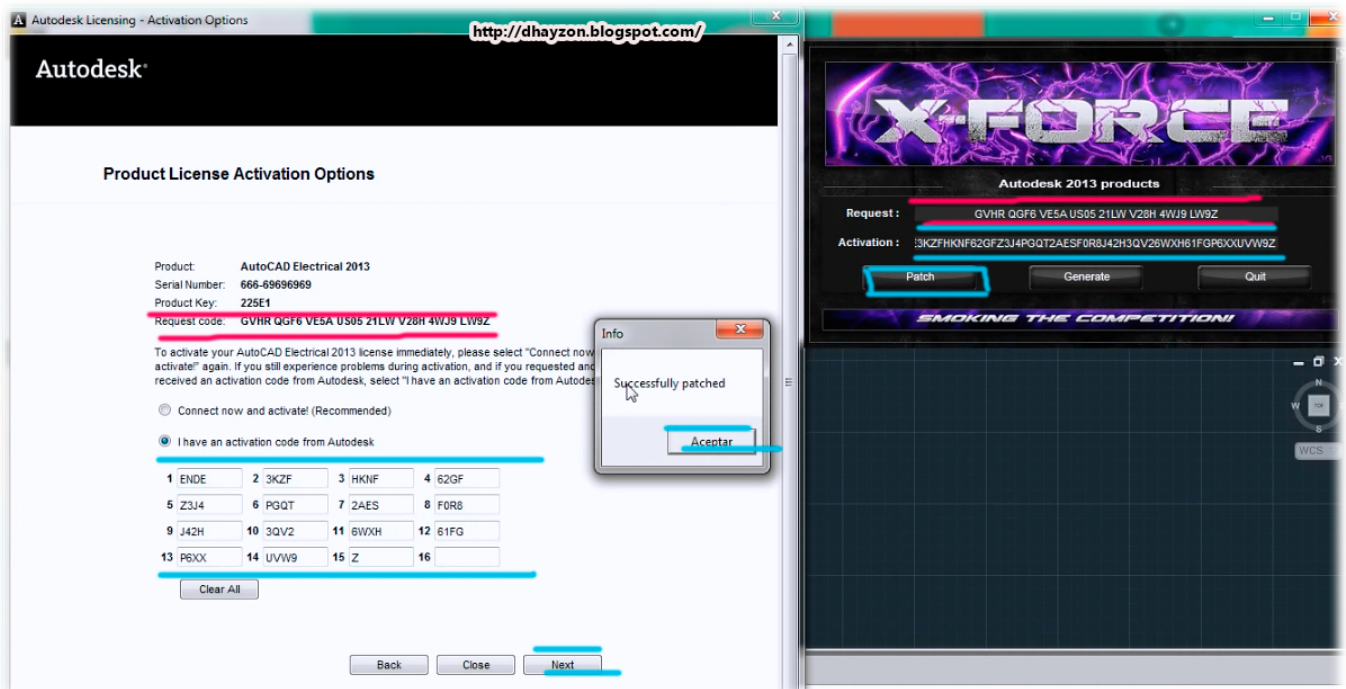 Autodesk Licensing - Activation Options
http://dhayzon.blogspot.com/
Autodesk
Product License Activation Options
Product: AutoCAD Electrical 2013
Serial Number: 666-69696969
Product Key: 225E1
Request code: GVHR QGF6 VE5A US05 21LW V28H 4WJ9 LW9Z
To activate your AutoCAD Electrical 2013 license immediately, please select "Connect now
activate!" again. If you still experience problems during activation, and if you requested and
received an activation code from Autodesk, select "I have an activation code from Autodes
Connect now and activate! (Recommended)
I have an activation code from Autodesk
1 ENDE 2 3KZF 3 HKNF 4 62GF
5 Z3J4 6 PGQT 7 2AES 8 F0R8
9 J42H 10 3QV2 11 6WXH 12 61FG
13 P6XX 14 UVW9 15 Z 16
Clear All
Back Close Next
Info
Successfully patched
Aceptar
X-FORCE
Autodesk 2013 products
Request : GVHR QGF6 VE5A US05 21LW V28H 4WJ9 LW9Z
Activation : 3KZFHKNF62GFZ3J4PGQT2AESF0R8J42H3QV26WXH61FGP6XXUVW9Z
Patch Generate Quit
SMOKING THE COMPETITION!
N
W TOP
S
WCS